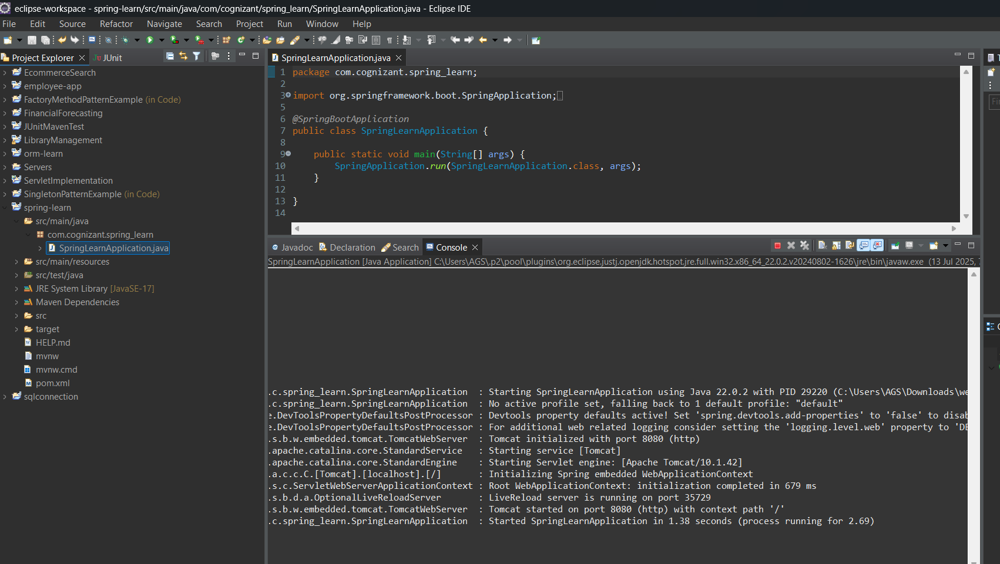 eclipse-workspace - spring-learn/src/main/java/com/cognizant/spring_learn/SpringLearnApplication.java - Eclipse IDE
File Edit Source Refactor Navigate Search Project Run Window Help
Project Explorer
JUnit
EcommerceSearch
employee-app
FactoryMethodPatternExample (in Code)
FinancialForecasting
JUnitMavenTest
LibraryManagement
orm-learn
Servers
ServletImplementation
SingletonPatternExample (in Code)
spring-learn
src/main/java
com.cognizant.spring_learn
SpringLearnApplication.java
src/main/resources
src/test/java
JRE System Library [JavaSE-17]
Maven Dependencies
src
target
HELP.md
mvnw
mvnw.cmd
pom.xml
sqlconnection
SpringLearnApplication.java
1 package com.cognizant.spring_learn;
2
3 import org.springframework.boot.SpringApplication;
5
6 @SpringBootApplication
7 public class SpringLearnApplication {
8
9 public static void main(String[] args) {
10 SpringApplication.run(SpringLearnApplication.class, args);
11 }
12
13 }
14
Javadoc Declaration Search Console
SpringLearnApplication [Java Application] C:\Users\AGS\.p2\pool\plugins\org.eclipse.justj.openjdk.hotspot.jre.full.win32.x86_64_22.0.2.v20240802-1626\jre\bin\javaw.exe (13 Jul 2025,
.c.spring_learn.SpringLearnApplication : Starting SpringLearnApplication using Java 22.0.2 with PID 29220 (C:\Users\AGS\Downloads\we
.c.spring_learn.SpringLearnApplication : No active profile set, falling back to 1 default profile: "default"
e.DevToolsPropertyDefaultsPostProcessor : Devtools property defaults active! Set 'spring.devtools.add-properties' to 'false' to disab
e.DevToolsPropertyDefaultsPostProcessor : For additional web related logging consider setting the 'logging.level.web' property to 'DE
.s.b.w.embedded.tomcat.TomcatWebServer : Tomcat initialized with port 8080 (http)
.apache.catalina.core.StandardService : Starting service [Tomcat]
.apache.catalina.core.StandardEngine : Starting Servlet engine: [Apache Tomcat/10.1.42]
.a.c.c.C.[Tomcat].[localhost].[/] : Initializing Spring embedded WebApplicationContext
.s.c.ServletWebServerApplicationContext : Root WebApplicationContext: initialization completed in 679 ms
.s.b.d.a.OptionalLiveReloadServer : LiveReload server is running on port 35729
.s.b.w.embedded.tomcat.TomcatWebServer : Tomcat started on port 8080 (http) with context path '/'
.c.spring_learn.SpringLearnApplication : Started SpringLearnApplication in 1.38 seconds (process running for 2.69)